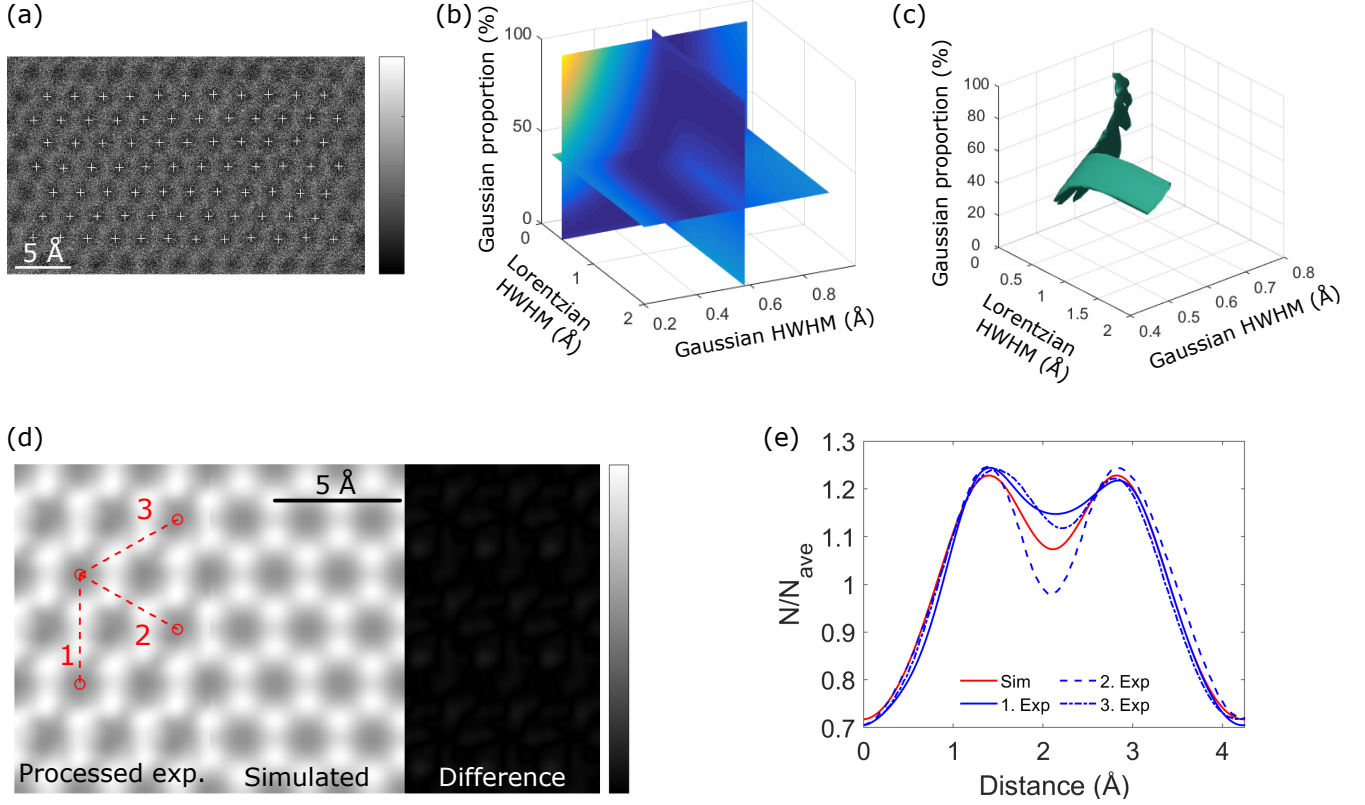 (a)
5 Å
(b)
Gaussian proportion (%)
100
50
0
0
1
2
Lorentzian
HWHM (Å)
0.2
0.4
0.6
0.8
Gaussian HWHM (Å)
(c)
Gaussian proportion (%)
100
80
60
40
20
0
0
0.5
1
1.5
2
Lorentzian
HWHM (Å)
0.4
0.5
0.6
0.7
0.8
Gaussian HWHM (Å)
(d)
5 Å
3
2
1
Processed exp.
Simulated
Difference
(e)
N/N_ave
1.3
1.2
1.1
1
0.9
0.8
0.7
Sim
2. Exp
1. Exp
3. Exp
0
1
2
3
4
Distance (Å)